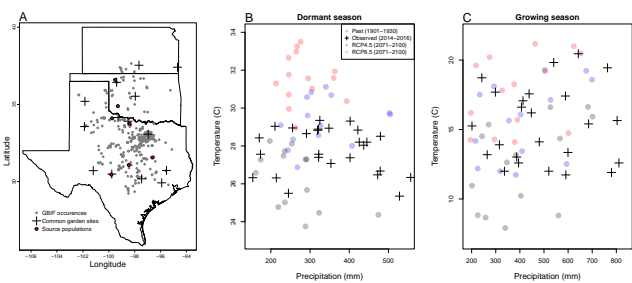 A
Latitude
40
35
30
GBIF occurences
Common garden sites
Source populations
−106 −104 −102 −100 −98 −96 −94
Longitude
B
Dormant season
Temperature (C)
32
30
28
26
24
Past (1901−1930)
Observed (2014−2016)
RCP4.5 (2071−2100)
RCP8.5 (2071−2100)
200 300 400 500
Precipitation (mm)
C
Growing season
Temperature (C)
20
15
10
200 300 400 500 600 700 800
Precipitation (mm)